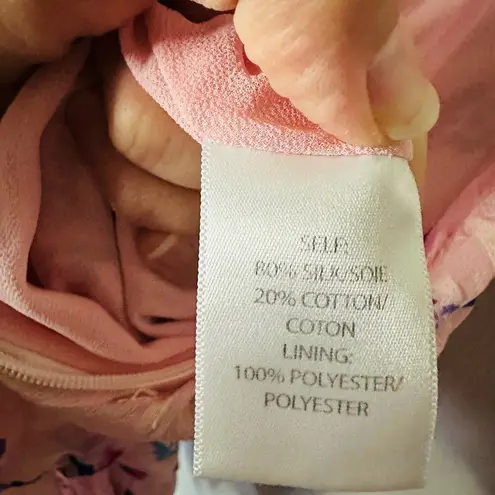 SELF:
80% SILK/SOIE
20% COTTON/
COTON
LINING:
100% POLYESTER/
POLYESTER